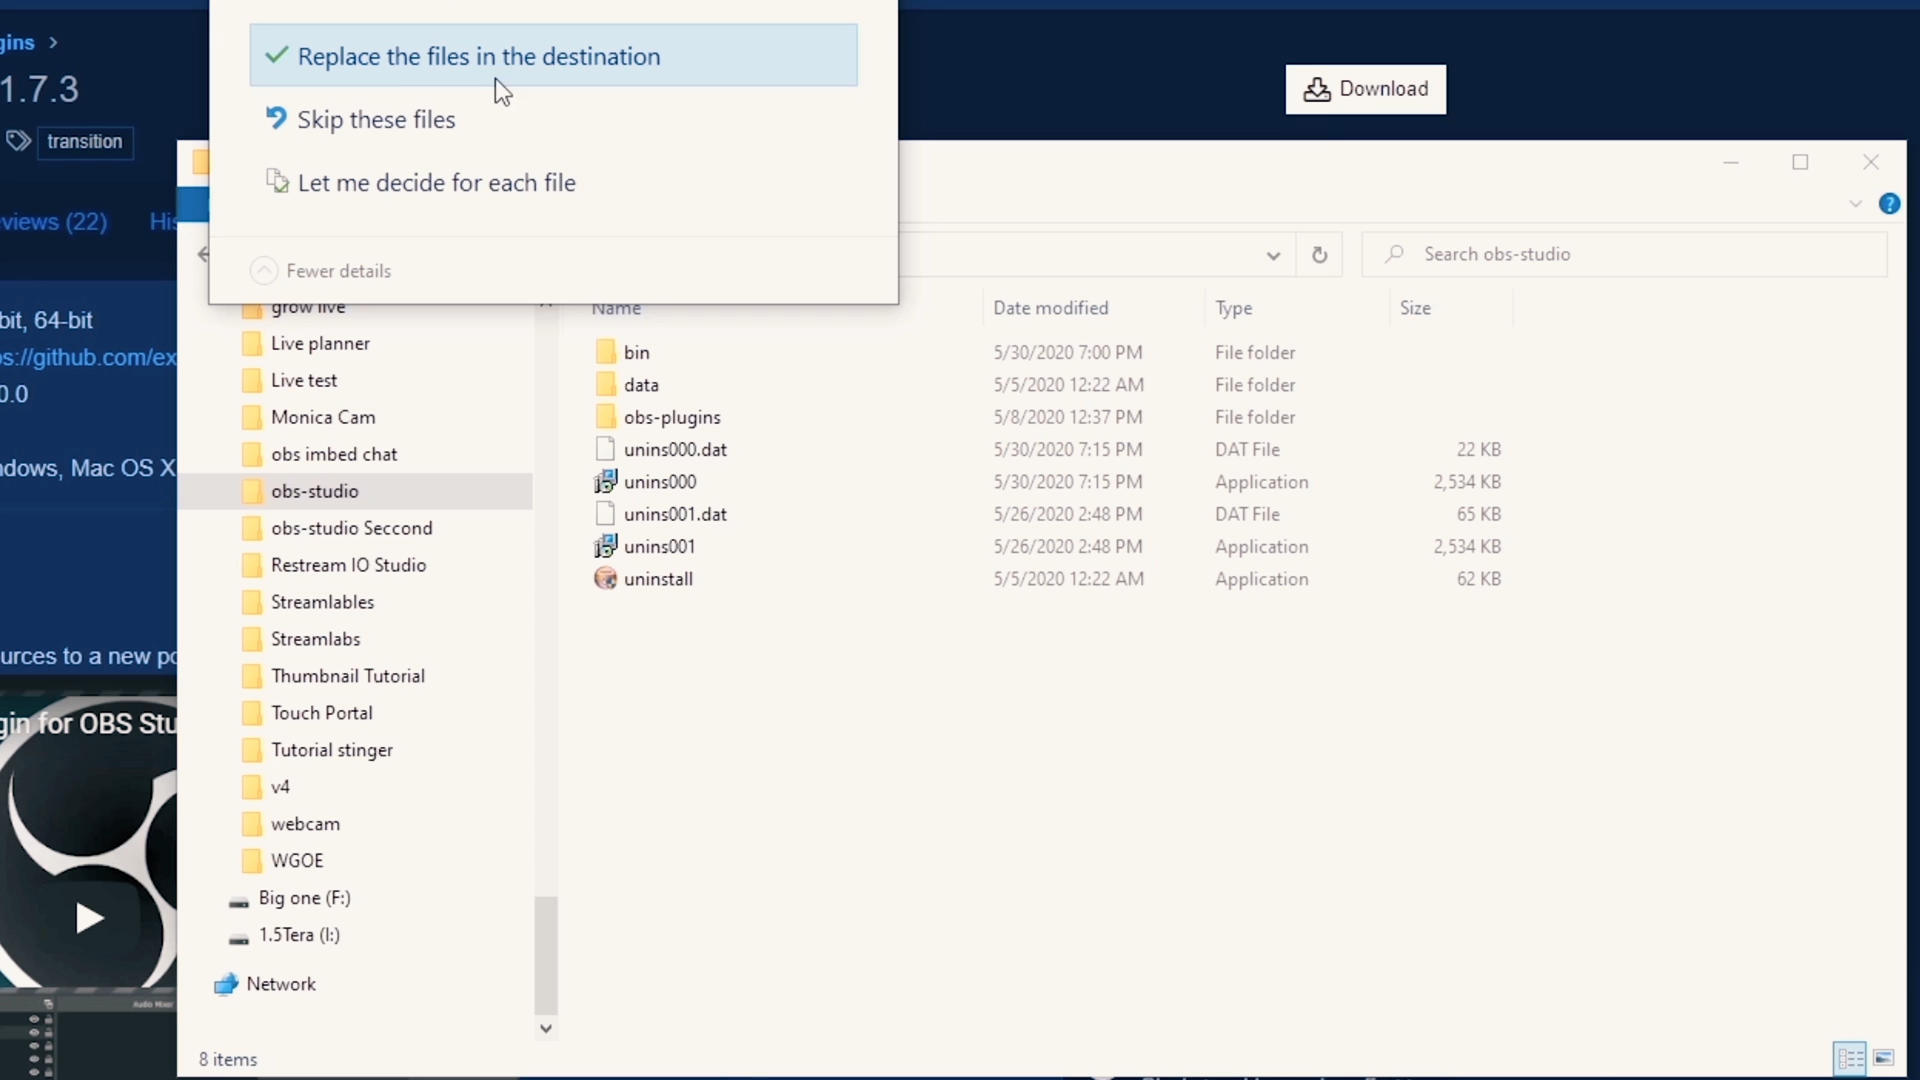 gins >
1.7.3
transition
views (22)
His
bit, 64-bit
ps://github.com/ex
0.0
ndows, Mac OS X
urces to a new po
gin for OBS Stu
Audio Mixer
Download
Replace the files in the destination
Skip these files
Let me decide for each file
Fewer details
Search obs-studio
grow live
Live planner
Live test
Monica Cam
obs imbed chat
obs-studio
obs-studio Seccond
Restream IO Studio
Streamlables
Streamlabs
Thumbnail Tutorial
Touch Portal
Tutorial stinger
v4
webcam
WGOE
Big one (F:)
1.5Tera (I:)
Network
Name Date modified Type Size
bin 5/30/2020 7:00 PM File folder
data 5/5/2020 12:22 AM File folder
obs-plugins 5/8/2020 12:37 PM File folder
unins000.dat 5/30/2020 7:15 PM DAT File 22 KB
unins000 5/30/2020 7:15 PM Application 2,534 KB
unins001.dat 5/26/2020 2:48 PM DAT File 65 KB
unins001 5/26/2020 2:48 PM Application 2,534 KB
uninstall 5/5/2020 12:22 AM Application 62 KB
8 items